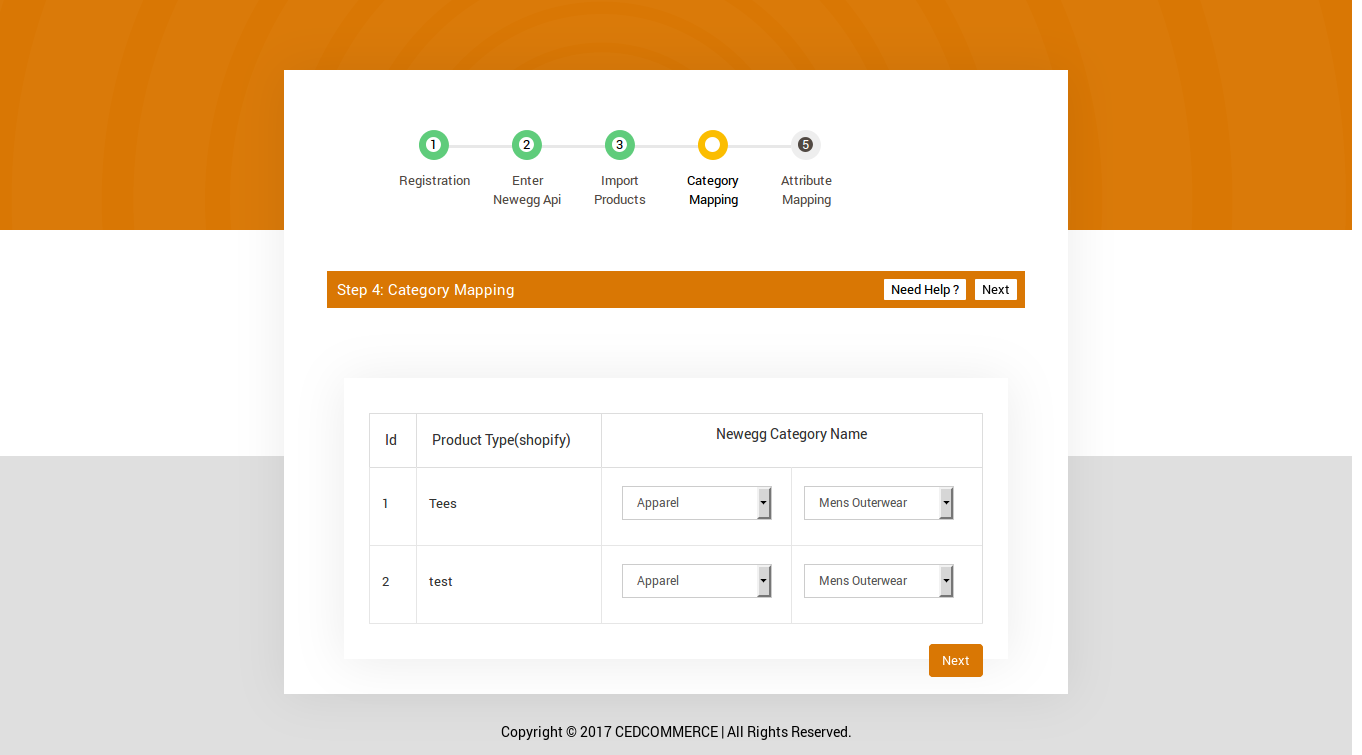 1 2 3 5
Registration Enter Import Category Attribute
Newegg Api Products Mapping Mapping
Step 4: Category Mapping Need Help ? Next
Id Product Type(shopify) Newegg Category Name
1 Tees Apparel Mens Outerwear
2 test Apparel Mens Outerwear
Next
Copyright © 2017 CEDCOMMERCE | All Rights Reserved.